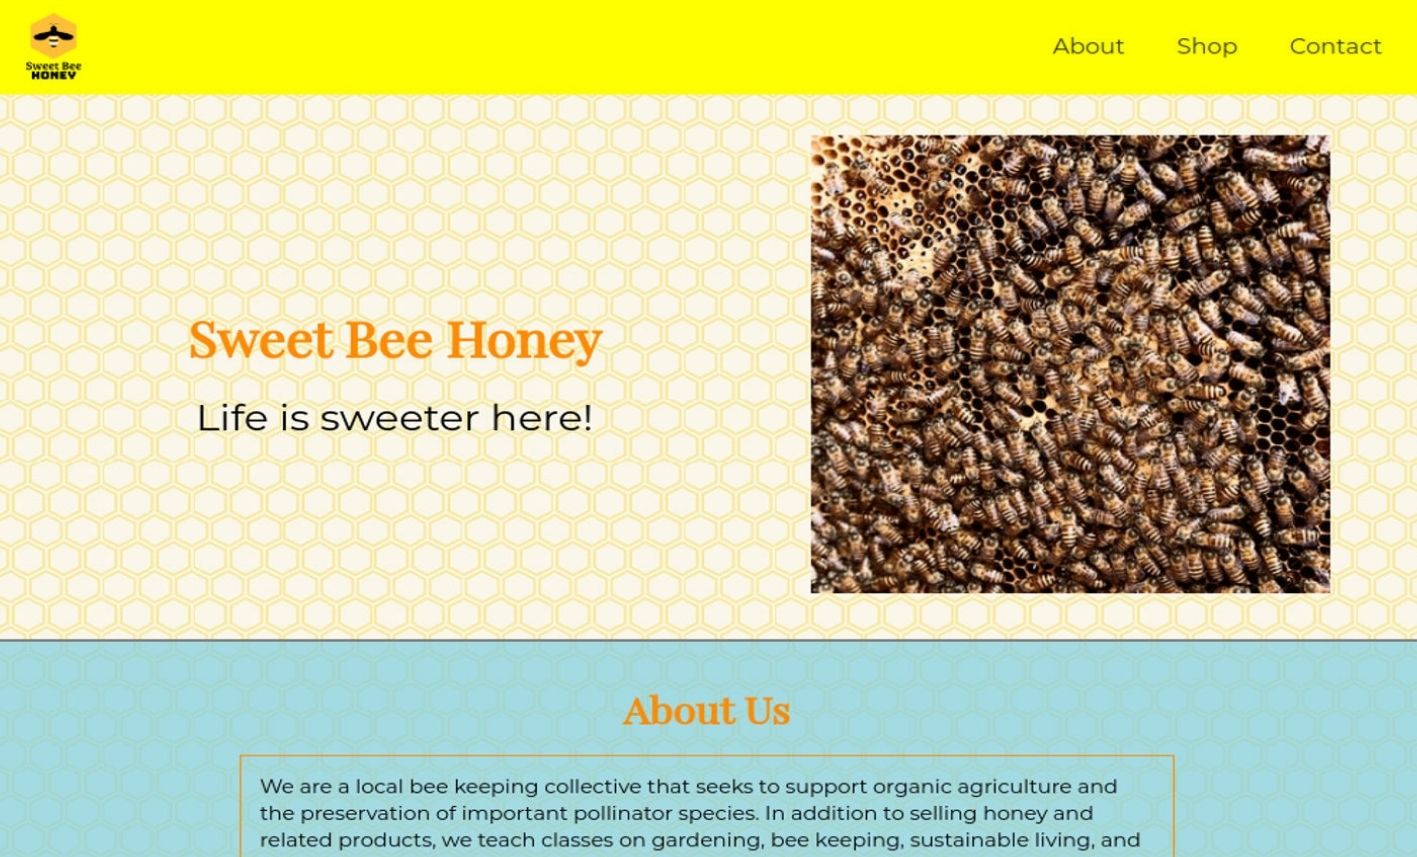 Sweet Bee
HONEY
About Shop Contact
Sweet Bee Honey
Life is sweeter here!
About Us
We are a local bee keeping collective that seeks to support organic agriculture and
the preservation of important pollinator species. In addition to selling honey and
related products, we teach classes on gardening, bee keeping, sustainable living, and